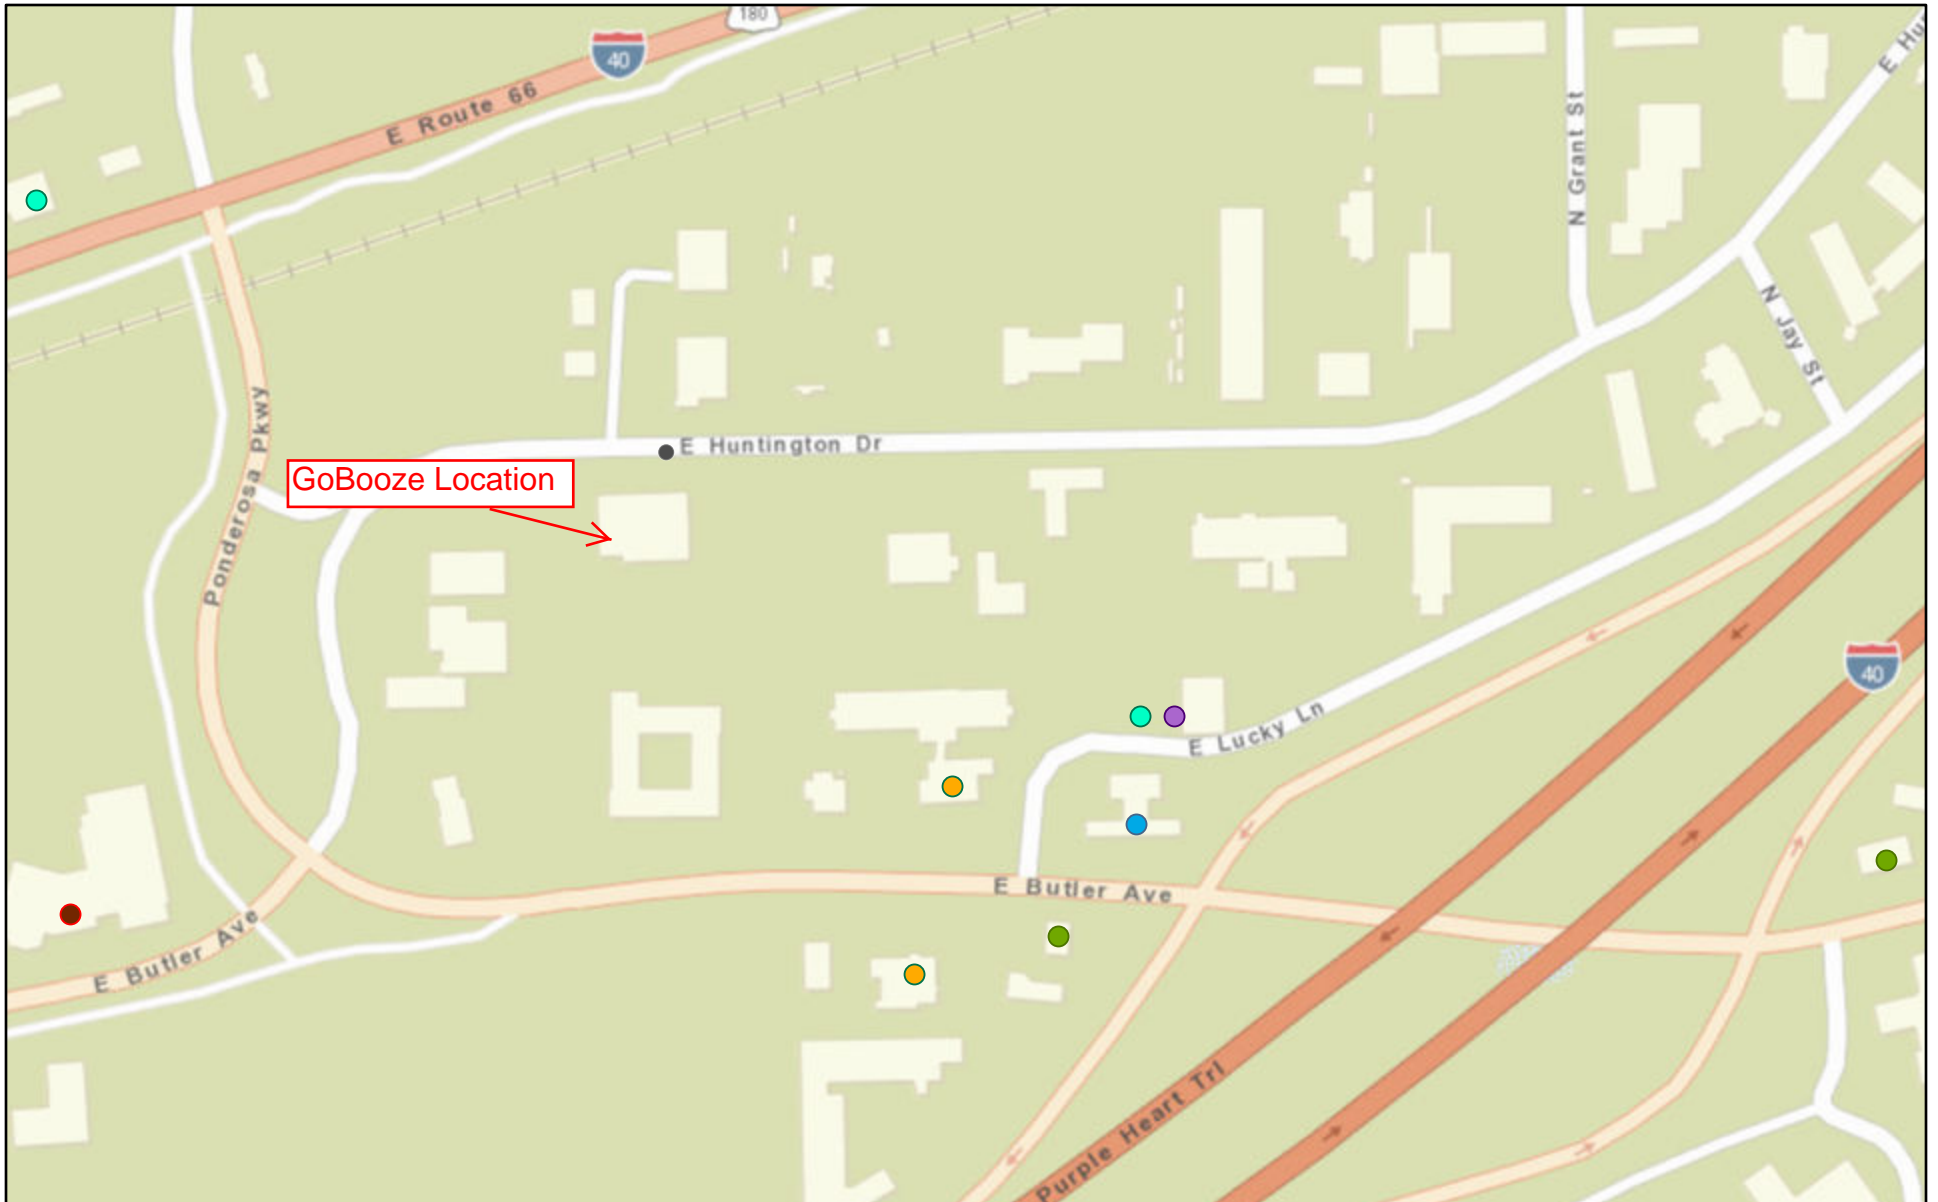 180
40
E Route 66
N Grant St
E Hu
N Jay St
Ponderosa Pkwy
E Huntington Dr
GoBooze Location
40
E Lucky Ln
E Butler Ave
E Butler Ave
Purple Heart Trl